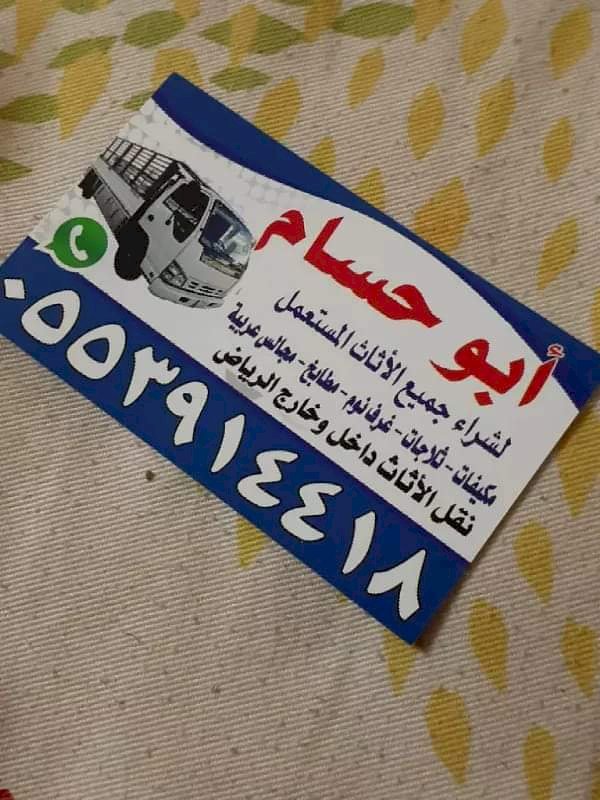 أبو حسام
لشراء جميع الأثاث المستعمل
مكيفات - ثلاجات - غرف نوم - مطابخ - مجالس عربية
نقل الأثاث داخل وخارج الرياض
٠٥٥٣٩١٤٤١٨